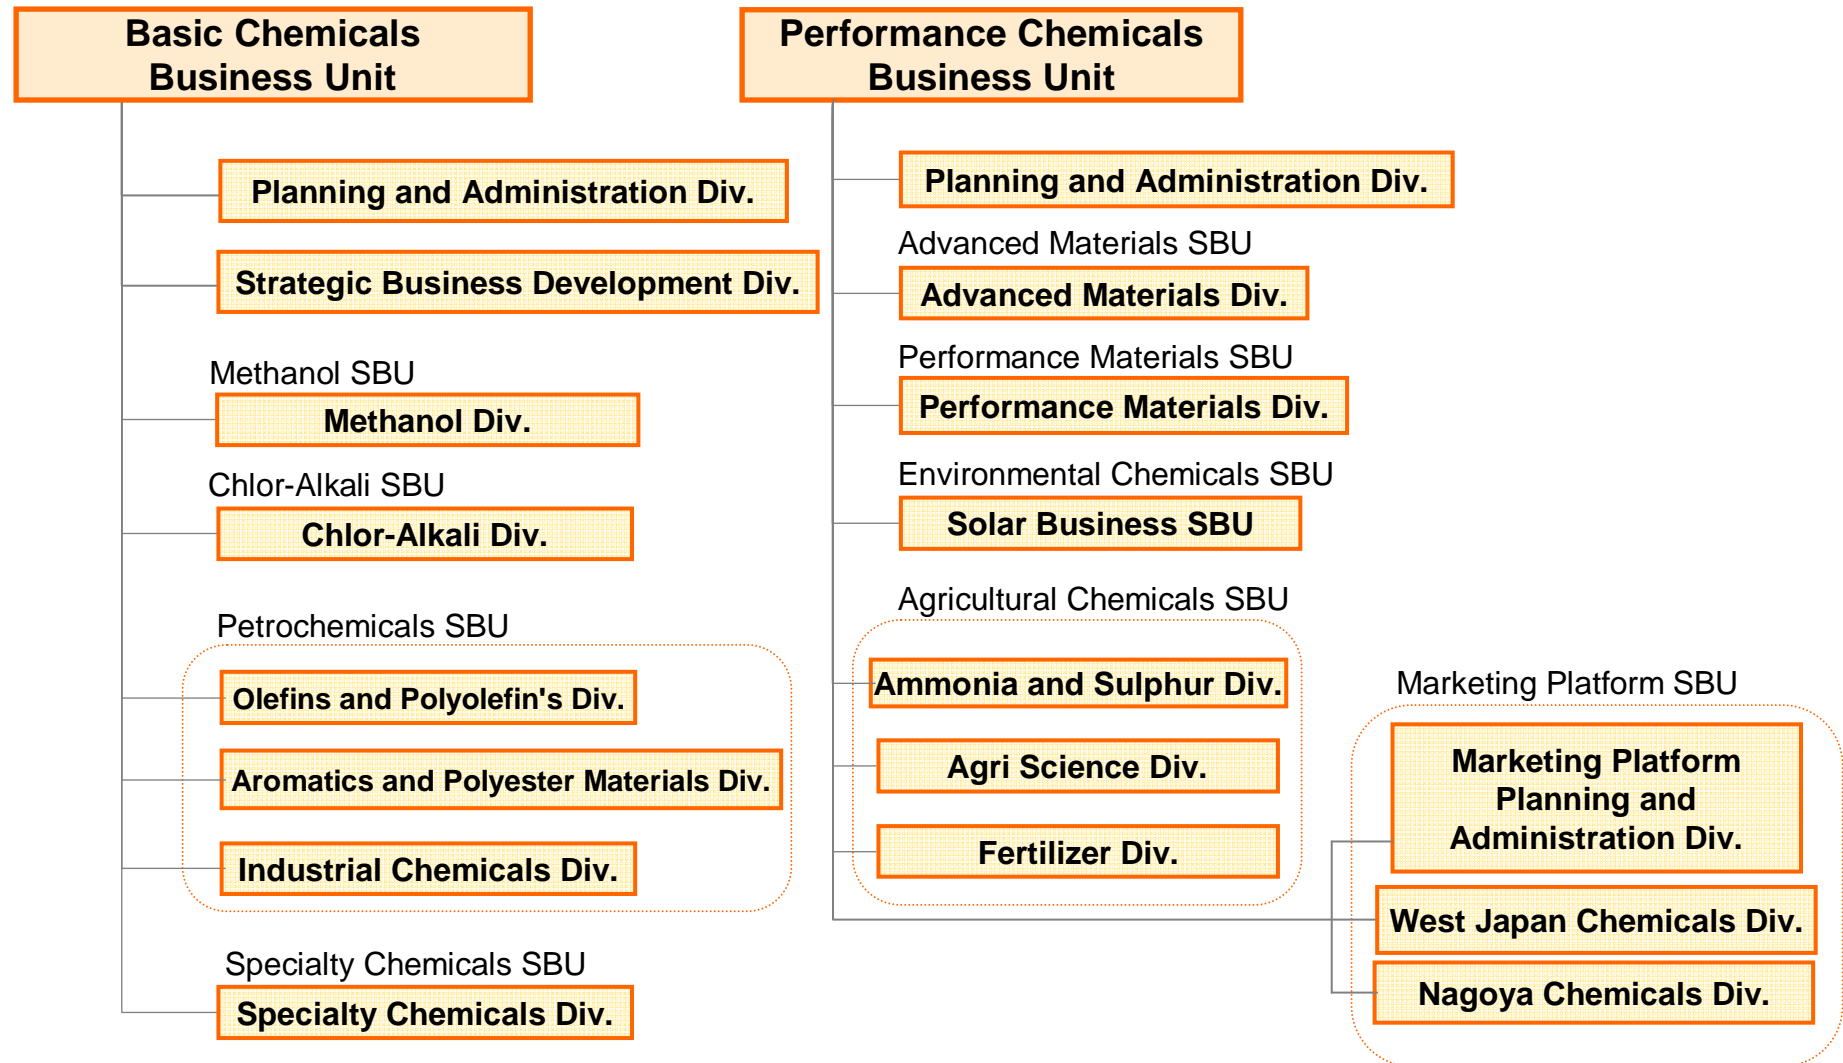 Basic Chemicals
Business Unit
Planning and Administration Div.
Strategic Business Development Div.
Methanol SBU
Methanol Div.
Chlor-Alkali SBU
Chlor-Alkali Div.
Petrochemicals SBU
Olefins and Polyolefin's Div.
Aromatics and Polyester Materials Div.
Industrial Chemicals Div.
Specialty Chemicals SBU
Specialty Chemicals Div.
Performance Chemicals
Business Unit
Planning and Administration Div.
Advanced Materials SBU
Advanced Materials Div.
Performance Materials SBU
Performance Materials Div.
Environmental Chemicals SBU
Solar Business SBU
Agricultural Chemicals SBU
Ammonia and Sulphur Div.
Agri Science Div.
Fertilizer Div.
Marketing Platform SBU
Marketing Platform
Planning and
Administration Div.
West Japan Chemicals Div.
Nagoya Chemicals Div.